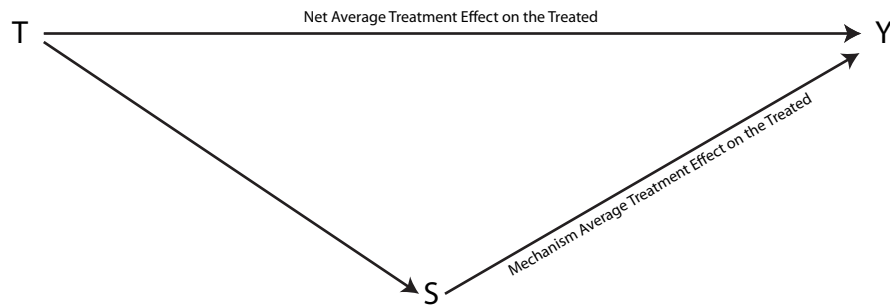 Net Average Treatment Effect on the Treated
T
Y
Mechanism Average Treatment Effect on the Treated
S